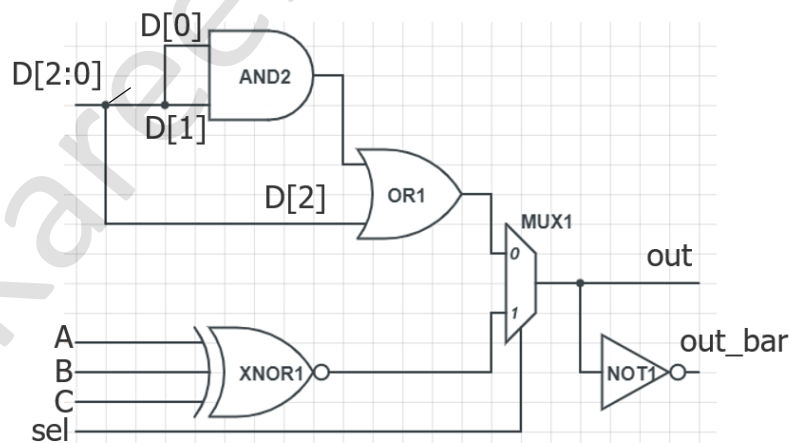 D[0]
D[2:0]
AND2
D[1]
D[2]
OR1
MUX1
0
out
1
A
out_bar
B
XNOR1
NOT1
C
sel